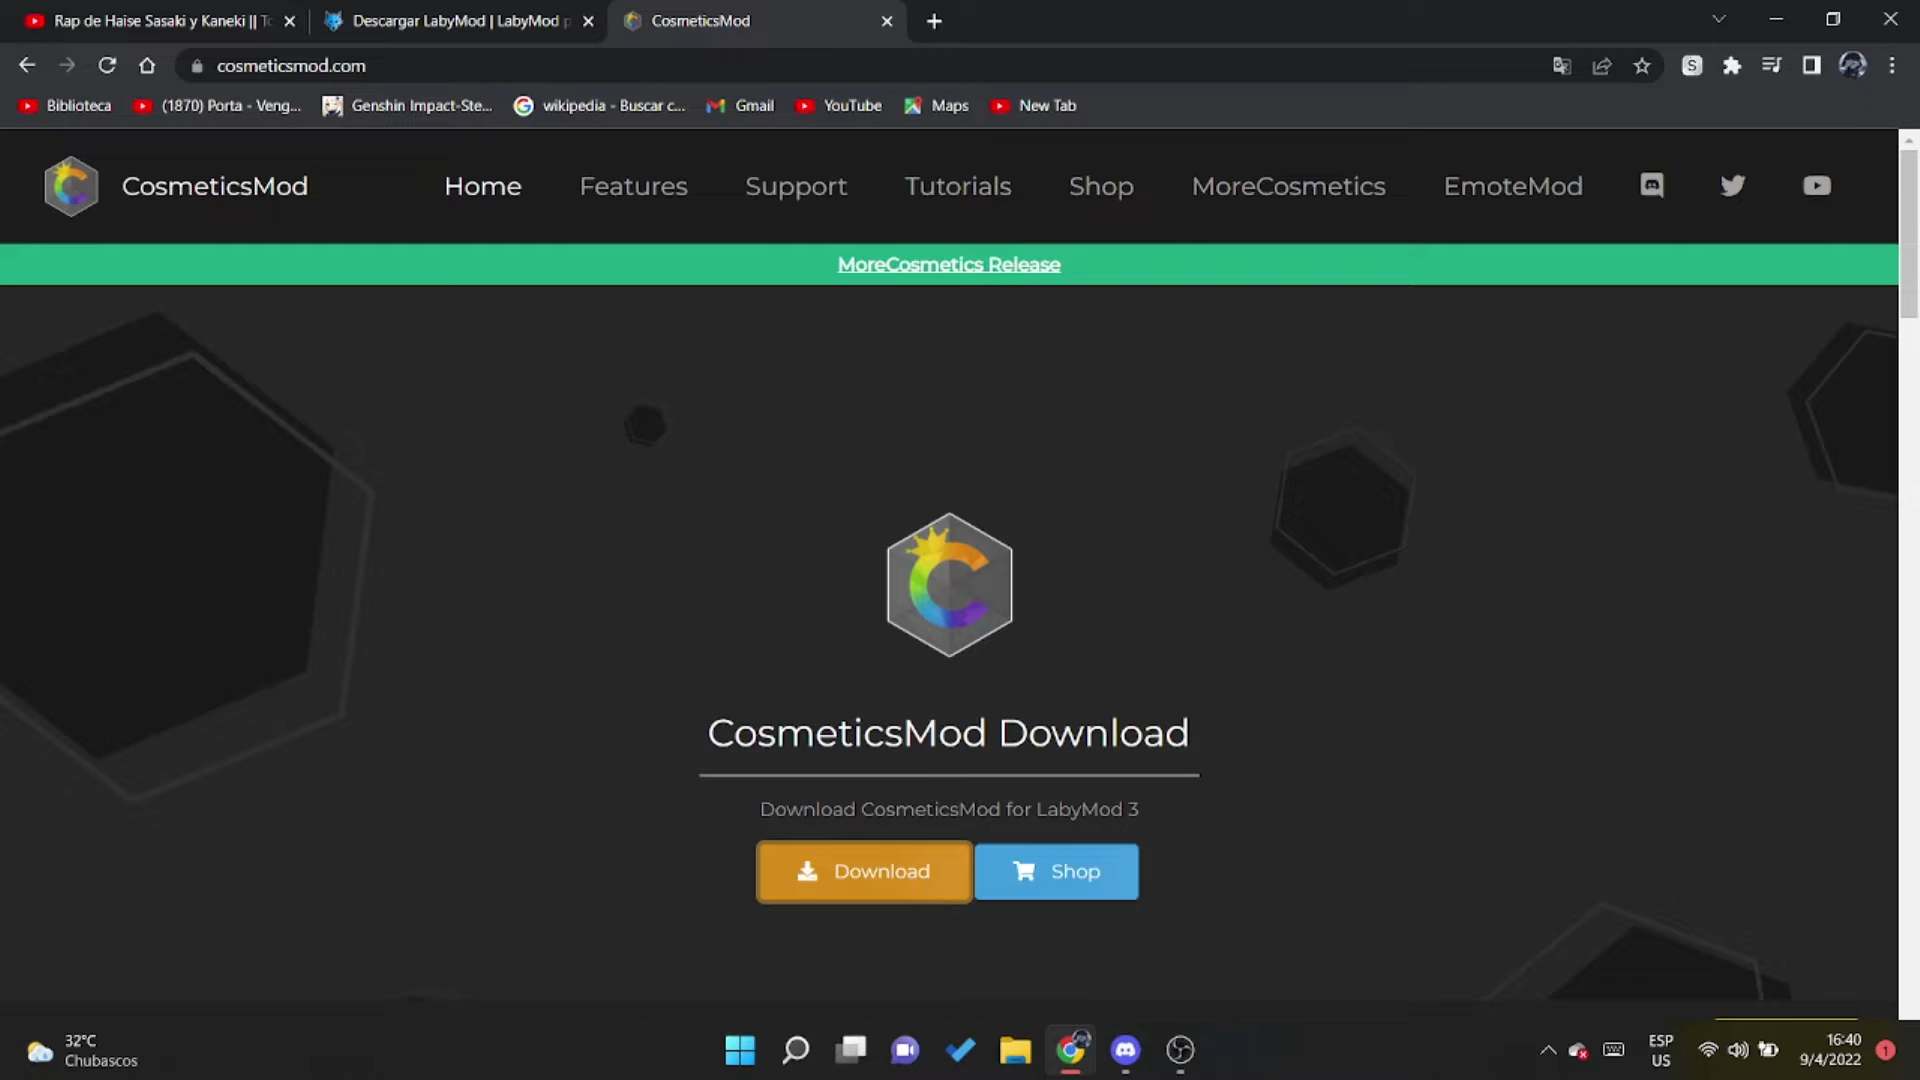 Rap de Haise Sasaki y Kaneki || To
Descargar LabyMod | LabyMod p
CosmeticsMod
cosmeticsmod.com
Biblioteca
(1870) Porta - Veng...
Genshin Impact-Ste...
wikipedia - Buscar c...
Gmail
YouTube
Maps
New Tab
CosmeticsMod
Home
Features
Support
Tutorials
Shop
MoreCosmetics
EmoteMod
MoreCosmetics Release
CosmeticsMod Download
Download CosmeticsMod for LabyMod 3
Download
Shop
32°C
Chubascos
ESP
US
16:40
9/4/2022
1